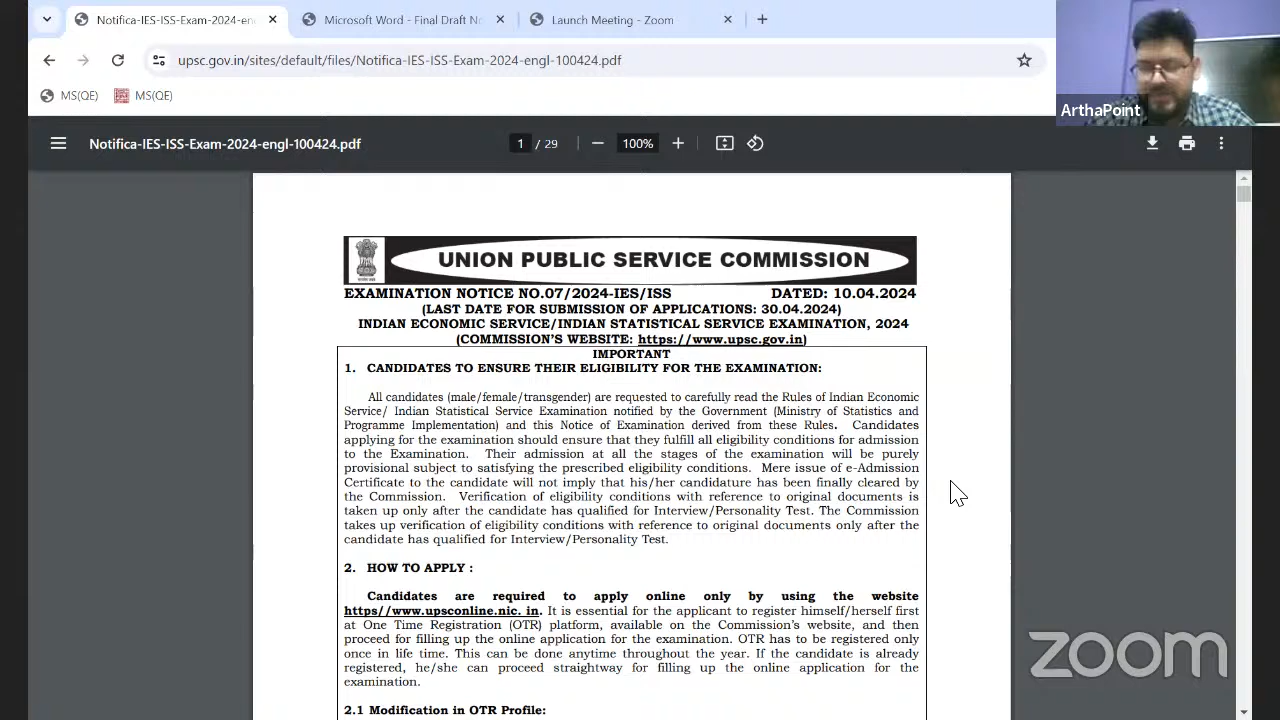 Notifica-IES-ISS-Exam-2024-en
Microsoft Word - Final Draft No
Launch Meeting - Zoom
upsc.gov.in/sites/default/files/Notifica-IES-ISS-Exam-2024-engl-100424.pdf
MS(QE)
MS(QE)
ArthaPoint
Notifica-IES-ISS-Exam-2024-engl-100424.pdf
1 / 29
100%
UNION PUBLIC SERVICE COMMISSION
EXAMINATION NOTICE NO.07/2024-IES/ISS DATED: 10.04.2024
(LAST DATE FOR SUBMISSION OF APPLICATIONS: 30.04.2024)
INDIAN ECONOMIC SERVICE/INDIAN STATISTICAL SERVICE EXAMINATION, 2024
(COMMISSION'S WEBSITE: https://www.upsc.gov.in)
IMPORTANT
1. CANDIDATES TO ENSURE THEIR ELIGIBILITY FOR THE EXAMINATION:
All candidates (male/female/transgender) are requested to carefully read the Rules of Indian Economic
Service/ Indian Statistical Service Examination notified by the Government (Ministry of Statistics and
Programme Implementation) and this Notice of Examination derived from these Rules. Candidates
applying for the examination should ensure that they fulfill all eligibility conditions for admission
to the Examination. Their admission at all the stages of the examination will be purely
provisional subject to satisfying the prescribed eligibility conditions. Mere issue of e-Admission
Certificate to the candidate will not imply that his/her candidature has been finally cleared by
the Commission. Verification of eligibility conditions with reference to original documents is
taken up only after the candidate has qualified for Interview/Personality Test. The Commission
takes up verification of eligibility conditions with reference to original documents only after the
candidate has qualified for Interview/Personality Test.
2. HOW TO APPLY :
Candidates are required to apply online only by using the website
https//www.upsconline.nic. in. It is essential for the applicant to register himself/herself first
at One Time Registration (OTR) platform, available on the Commission's website, and then
proceed for filling up the online application for the examination. OTR has to be registered only
once in life time. This can be done anytime throughout the year. If the candidate is already
registered, he/she can proceed straightway for filling up the online application for the
examination.
2.1 Modification in OTR Profile:
zoom